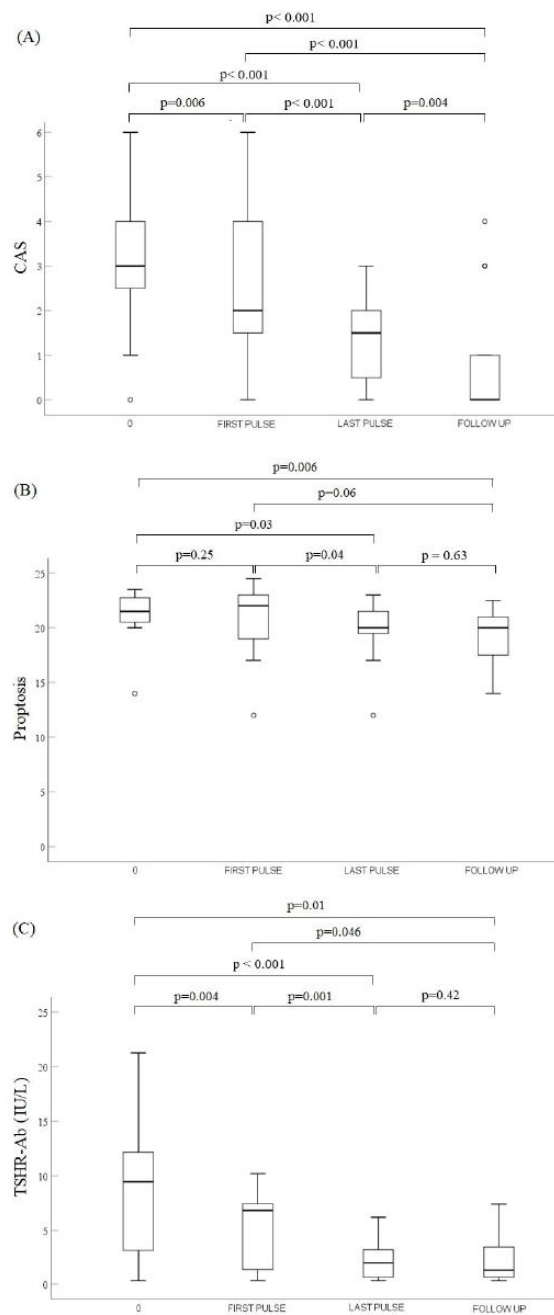 (A)
p< 0.001
p< 0.001
p< 0.001
p=0.006 p< 0.001 p=0.004
6
5
4
3
2
1
0
CAS
0 FIRST PULSE LAST PULSE FOLLOW UP
(B)
p=0.006
p=0.06
p=0.03
p=0.25 p=0.04 p = 0.63
25
20
15
10
5
0
Proptosis
0 FIRST PULSE LAST PULSE FOLLOW UP
(C)
p=0.01
p=0.046
p < 0.001
p=0.004 p=0.001 p=0.42
25
20
15
10
5
0
TSHR-Ab (IU/L)
0 FIRST PULSE LAST PULSE FOLLOW UP